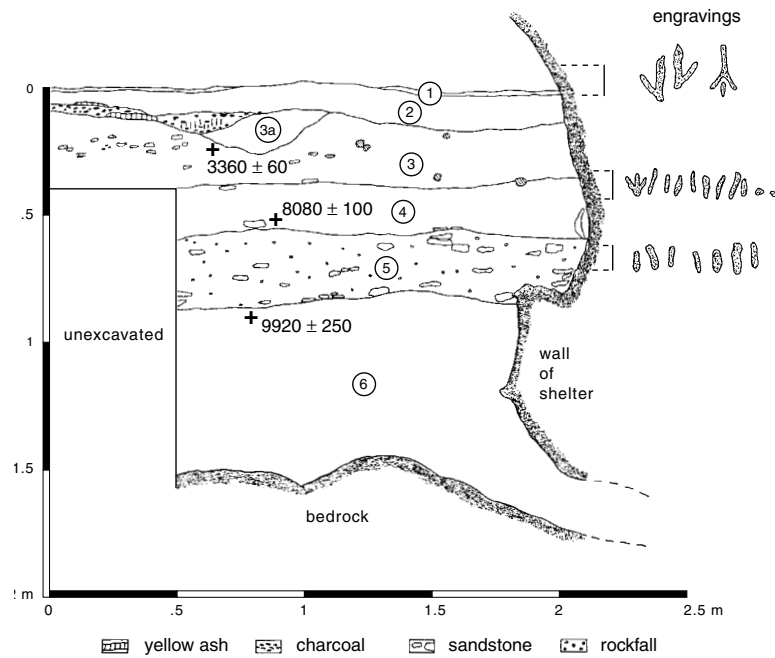 engravings
0
1
2
3a
3360 ± 60
3
8080 ± 100
4
.5
5
9920 ± 250
unexcavated
1
wall
of
shelter
6
1.5
bedrock
2 m
0
.5
1
1.5
2
2.5 m
yellow ash
charcoal
sandstone
rockfall